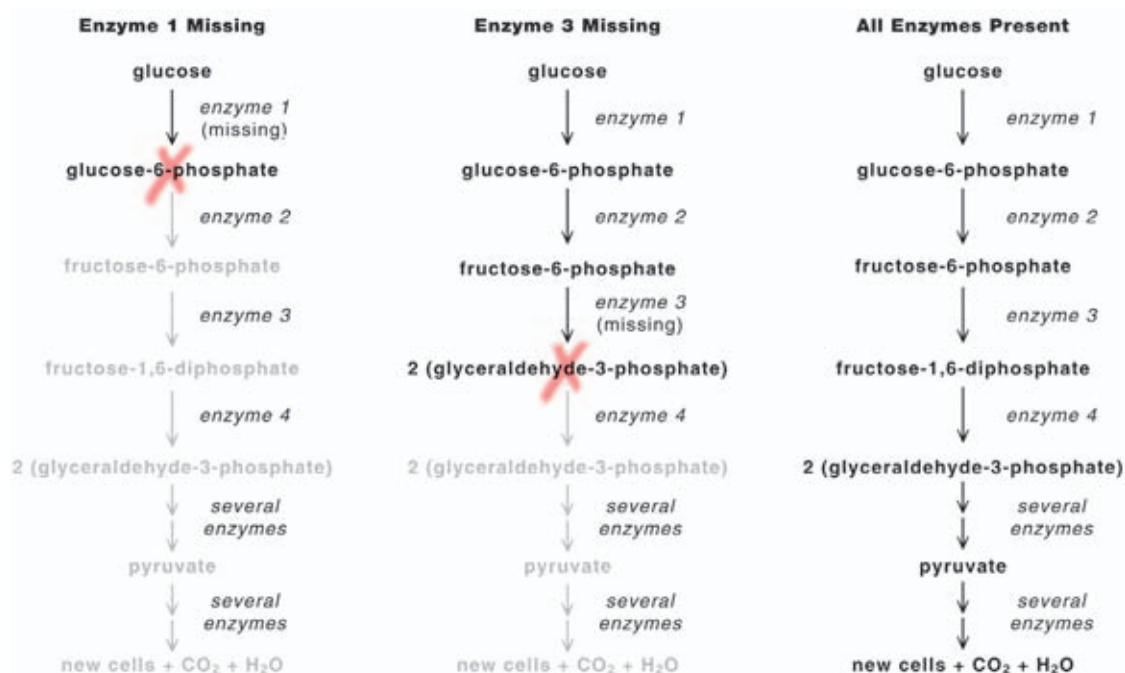 Enzyme 1 Missing
glucose
enzyme 1
(missing)
glucose-6-phosphate
enzyme 2
fructose-6-phosphate
enzyme 3
fructose-1,6-diphosphate
enzyme 4
2 (glyceraldehyde-3-phosphate)
several
enzymes
pyruvate
several
enzymes
new cells + CO₂ + H₂O
Enzyme 3 Missing
glucose
enzyme 1
glucose-6-phosphate
enzyme 2
fructose-6-phosphate
enzyme 3
(missing)
2 (glyceraldehyde-3-phosphate)
enzyme 4
2 (glyceraldehyde-3-phosphate)
several
enzymes
pyruvate
several
enzymes
new cells + CO₂ + H₂O
All Enzymes Present
glucose
enzyme 1
glucose-6-phosphate
enzyme 2
fructose-6-phosphate
enzyme 3
fructose-1,6-diphosphate
enzyme 4
2 (glyceraldehyde-3-phosphate)
several
enzymes
pyruvate
several
enzymes
new cells + CO₂ + H₂O